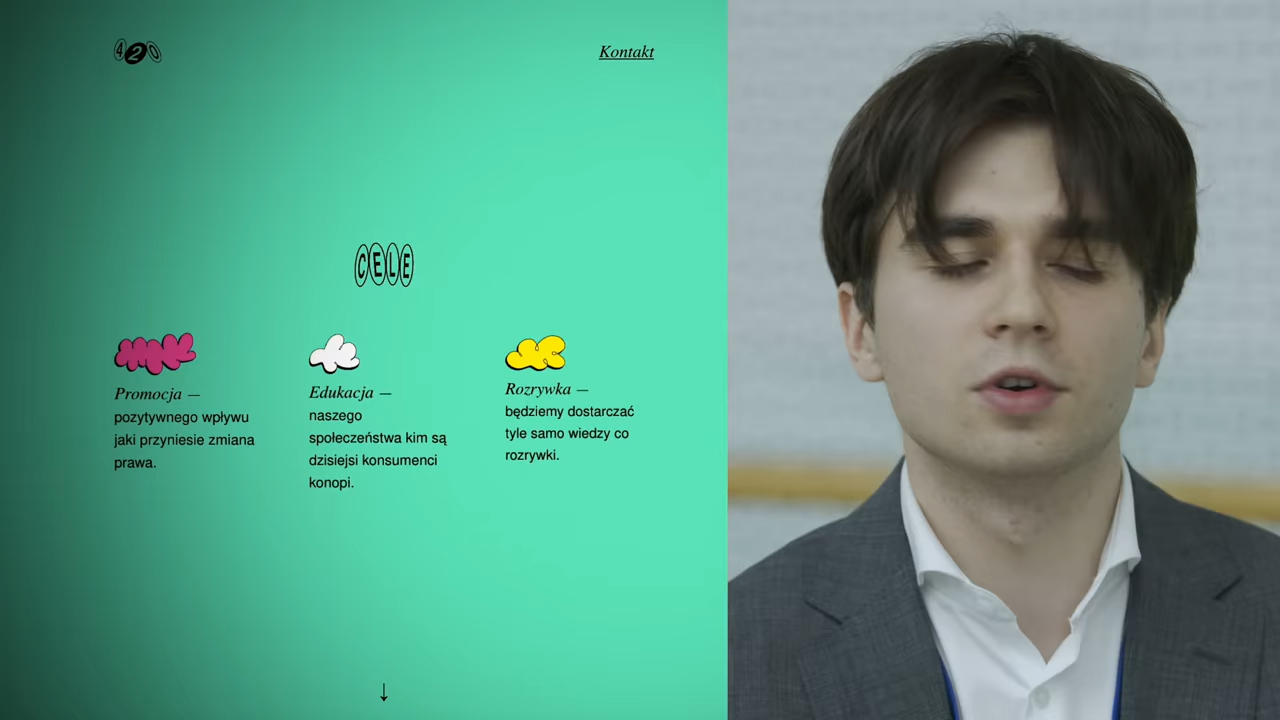 420
Kontakt
CELE
Promocja —
pozytywnego wpływu
jaki przyniesie zmiana
prawa.
Edukacja —
naszego
społeczeństwa kim są
dzisiejsi konsumenci
konopi.
Rozrywka —
będziemy dostarczać
tyle samo wiedzy co
rozrywki.